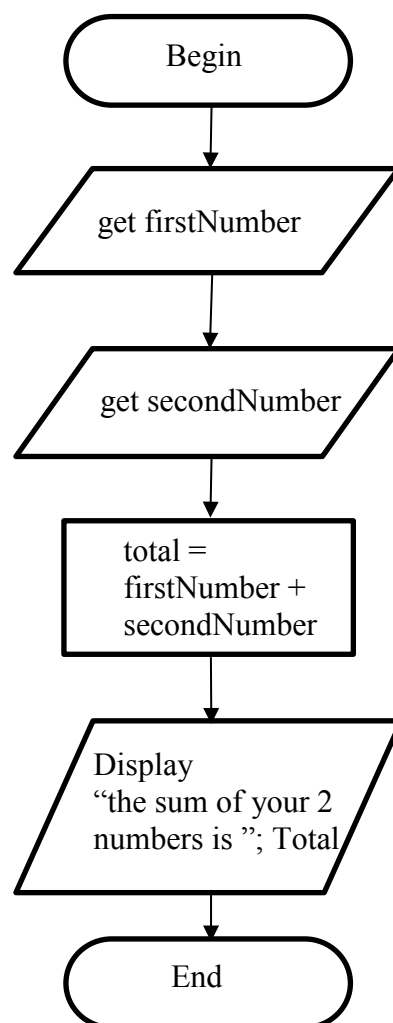 Begin
get firstNumber
get secondNumber
total =
firstNumber +
secondNumber
Display
“the sum of your 2
numbers is ”; Total
End